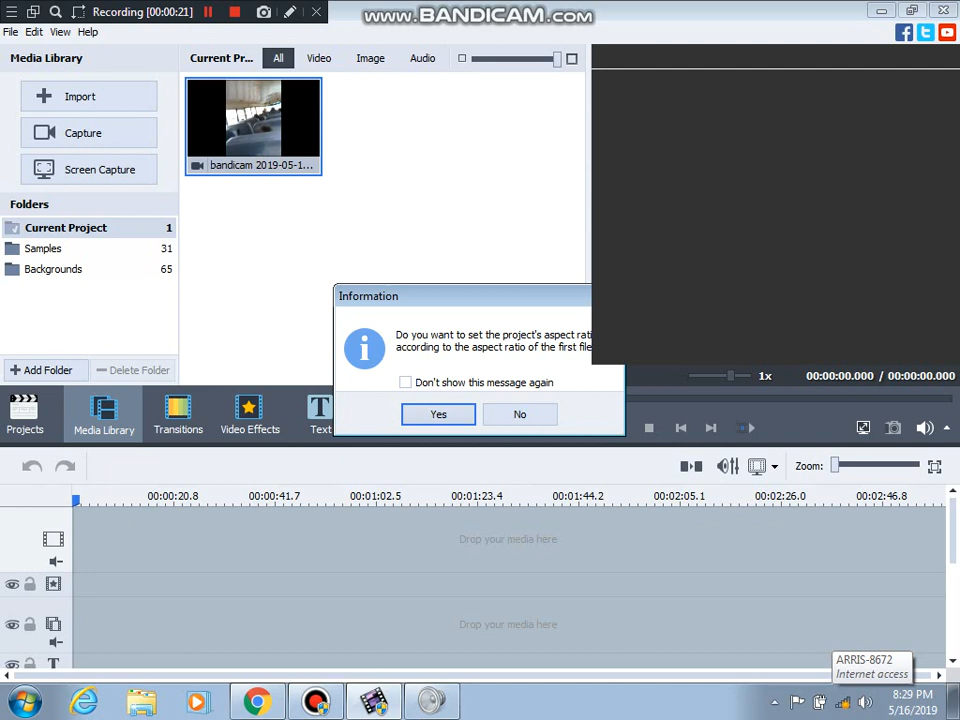 Recording [00:00:21]
WWW.BANDICAM.COM
File Edit View Help
Media Library
Current Pr... All Video Image Audio
Import
Capture
Screen Capture
bandicam 2019-05-1...
Folders
Current Project 1
Samples 31
Backgrounds 65
Add Folder
Delete Folder
Information
Do you want to set the project's aspect
according to the aspect ratio of the first
Don't show this message again
Yes No
1x 00:00:00.000 / 00:00:00.000
Projects Media Library Transitions Video Effects Text
Zoom:
00:00:20.8 00:00:41.7 00:01:02.5 00:01:23.4 00:01:44.2 00:02:05.1 00:02:26.0 00:02:46.8
Drop your media here
Drop your media here
T
ARRIS-8672
Internet access
8:29 PM
5/16/2019